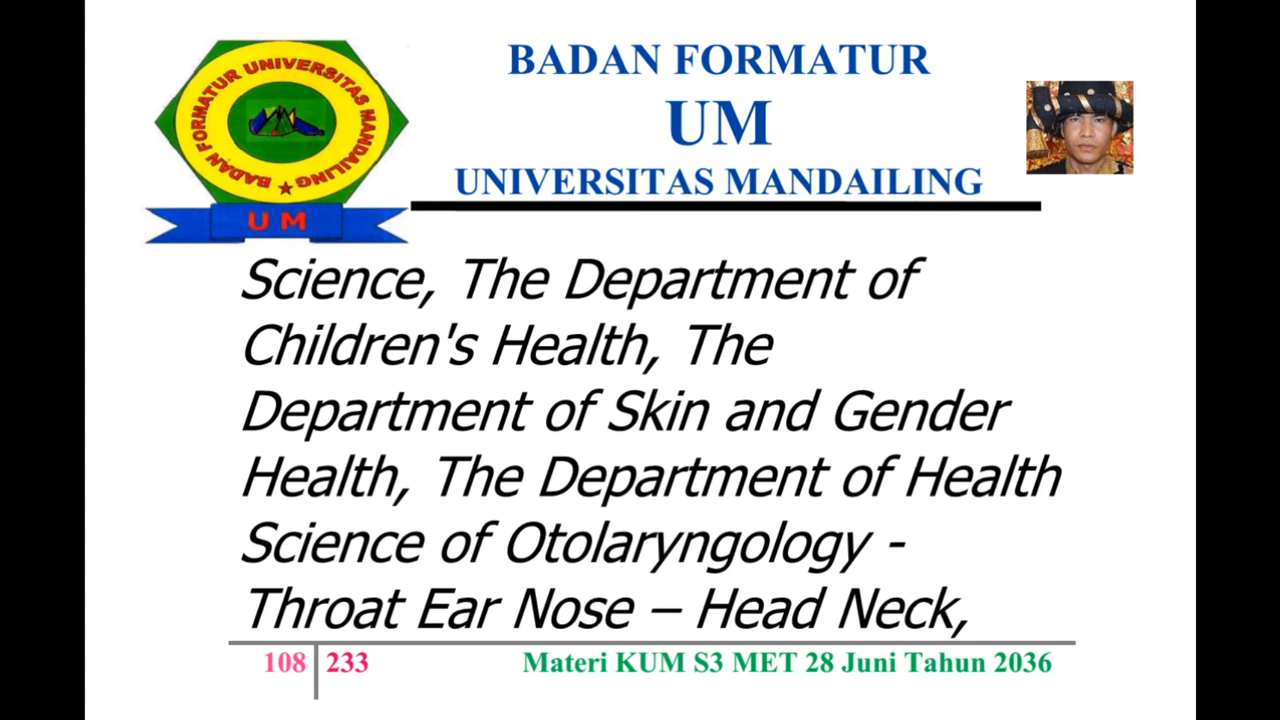 BADAN FORMATUR UNIVERSITAS MANDAILING
U M
BADAN FORMATUR
UM
UNIVERSITAS MANDAILING
Science, The Department of
Children's Health, The
Department of Skin and Gender
Health, The Department of Health
Science of Otolaryngology -
Throat Ear Nose – Head Neck,
108 233
Materi KUM S3 MET 28 Juni Tahun 2036